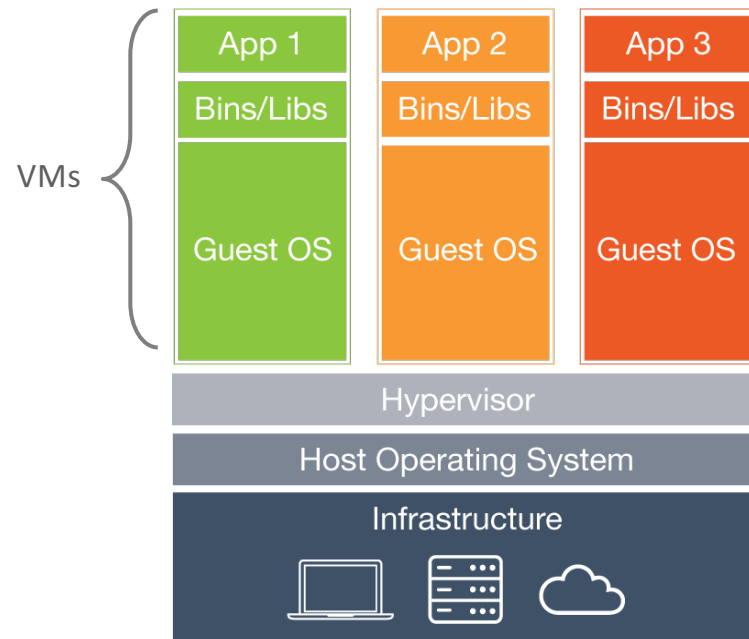 App 1
App 2
App 3
Bins/Libs
Bins/Libs
Bins/Libs
VMs
Guest OS
Guest OS
Guest OS
Hypervisor
Host Operating System
Infrastructure